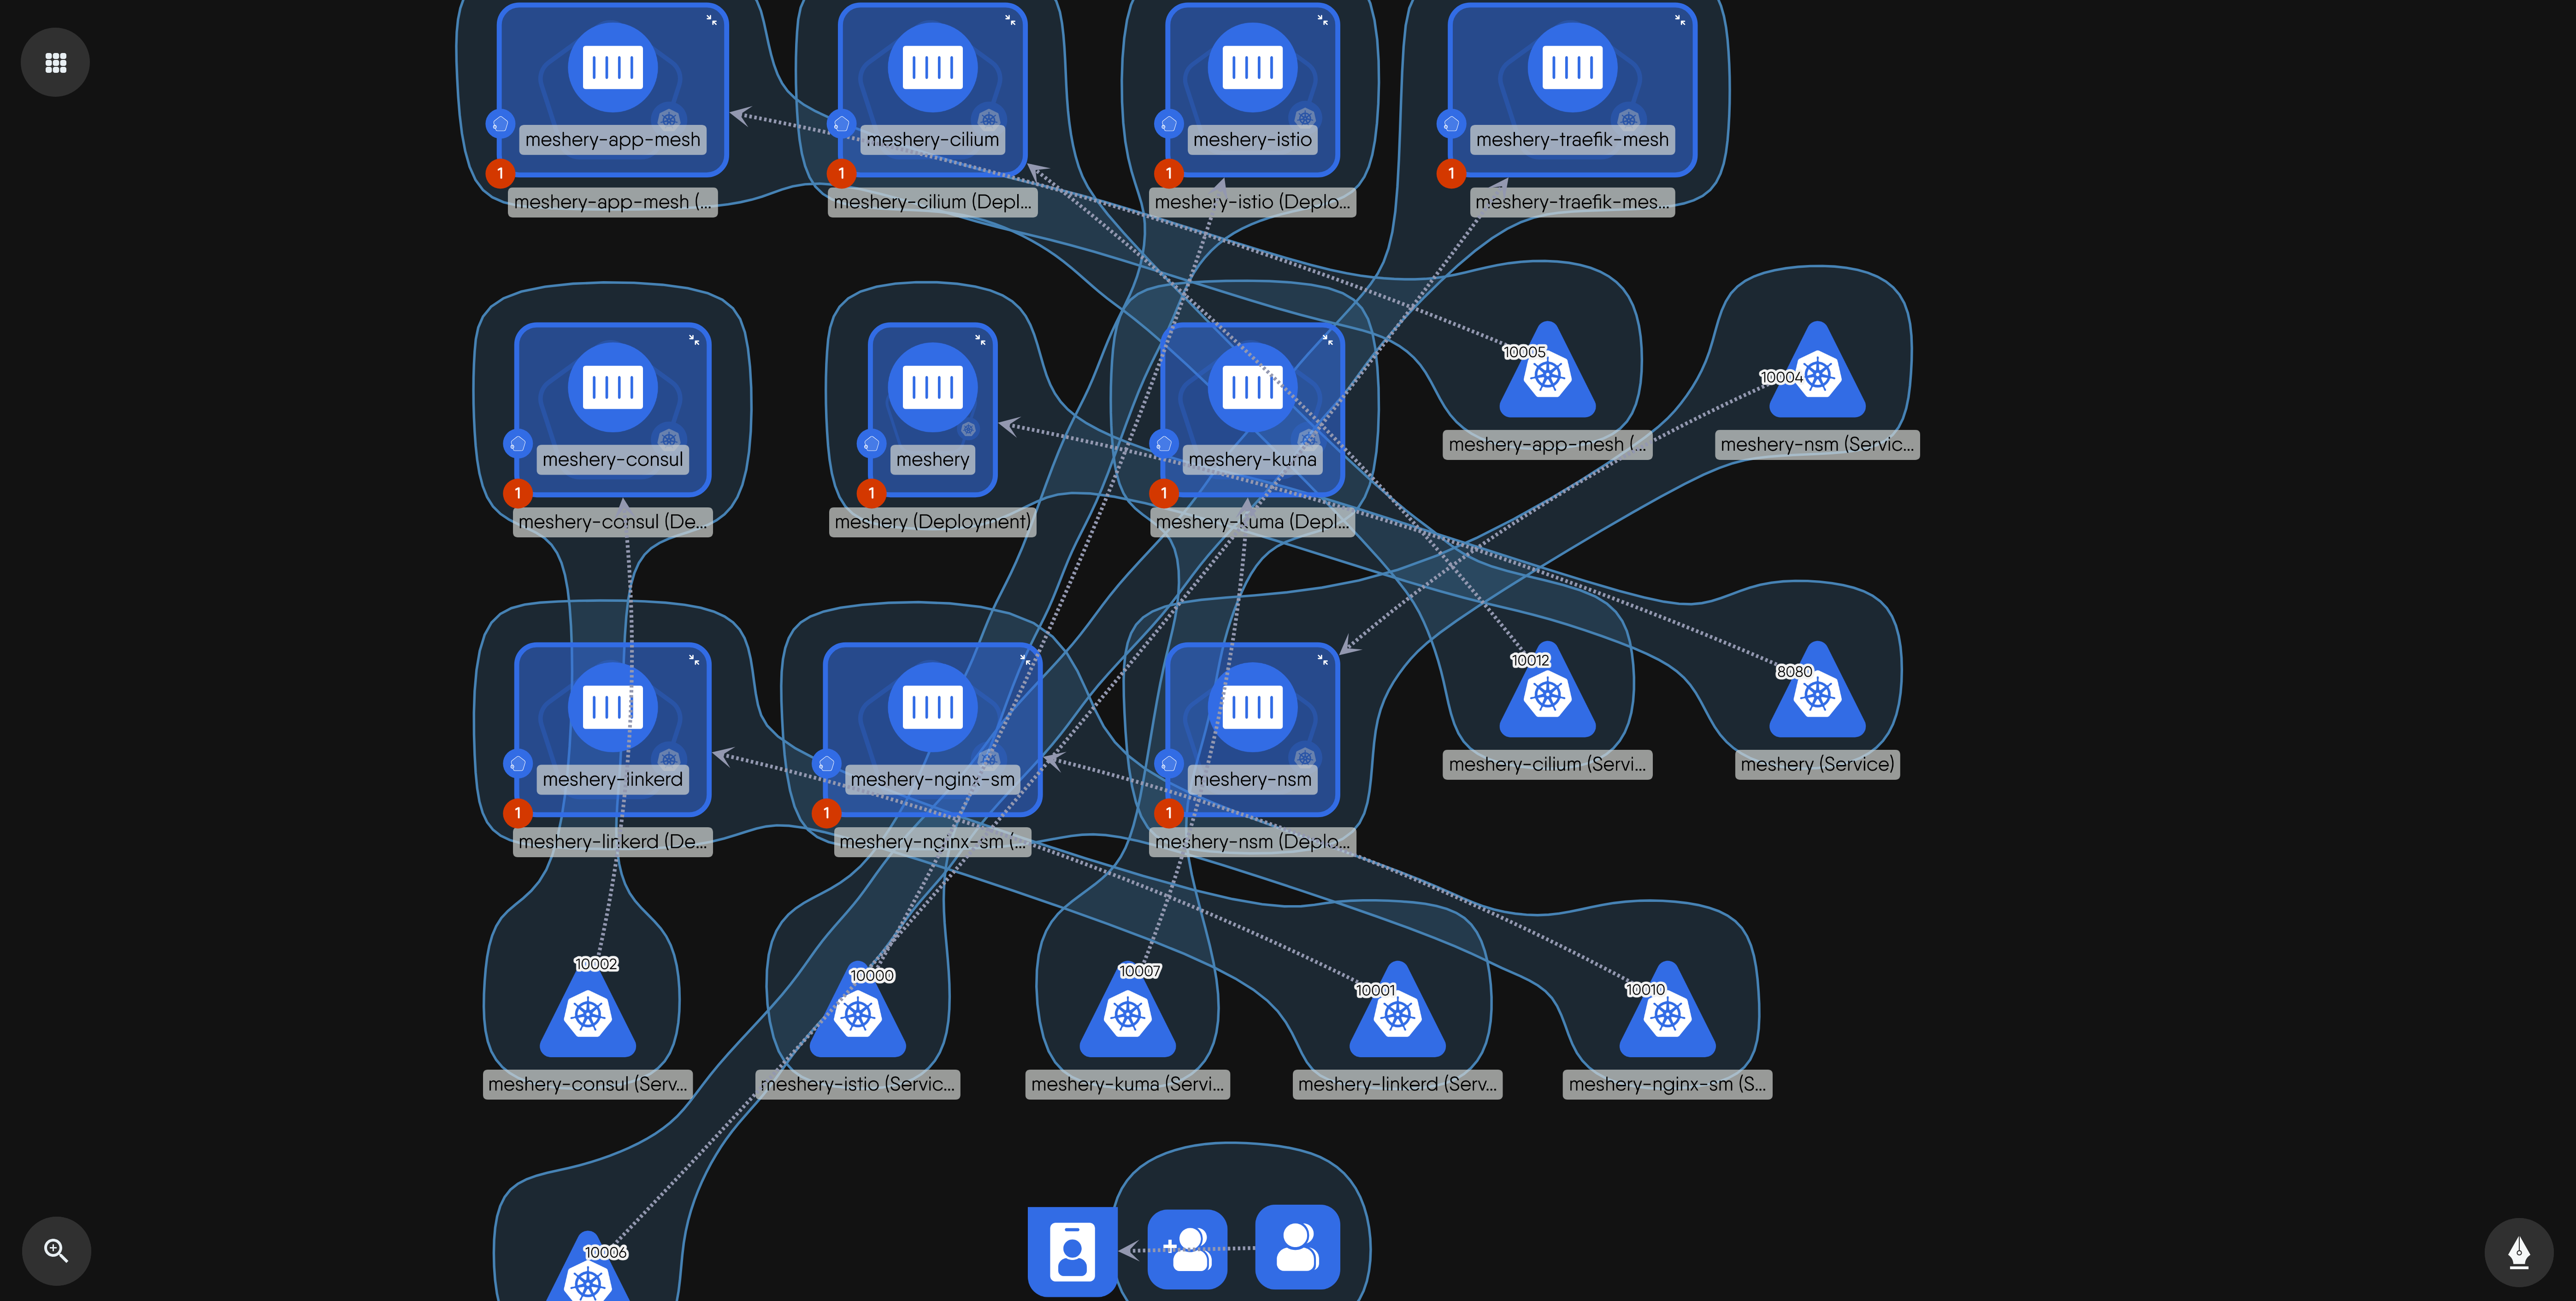 meshery-app-mesh
meshery-cilium
meshery-istio
meshery-traefik-mesh
1
1
1
1
meshery-app-mesh (...
meshery-cilium (Depl...
meshery-istio (Deplo...
meshery-traefik-mes...
10005
10004
meshery-app-mesh (...
meshery-nsm (Servic...
meshery-consul
meshery
meshery-kuma
1
1
1
meshery-consul (De...
meshery (Deployment)
meshery-kuma (Depl...
10012
8080
meshery-cilium (Servi...
meshery (Service)
meshery-linkerd
meshery-nginx-sm
meshery-nsm
1
1
1
meshery-linkerd (De...
meshery-nginx-sm (...
meshery-nsm (Deplo...
10002
10000
10007
10001
10010
meshery-consul (Serv...
meshery-istio (Servic...
meshery-kuma (Servi...
meshery-linkerd (Serv...
meshery-nginx-sm (S...
10006